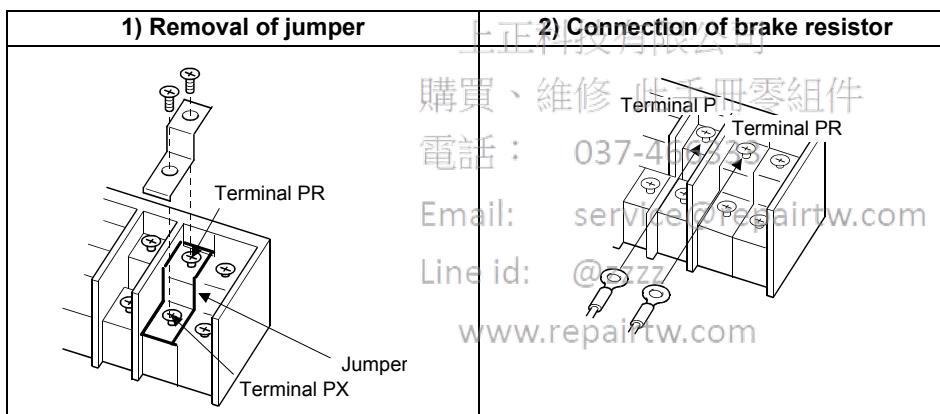 1) Removal of jumper
2) Connection of brake resistor
上正科技有限公司
購買、維修 此手冊零組件
電話： 037-466333
Email: service@repairtw.com
Line id: @zzzz
www.repairtw.com
Terminal PR
Jumper
Terminal PX
Terminal P
Terminal PR